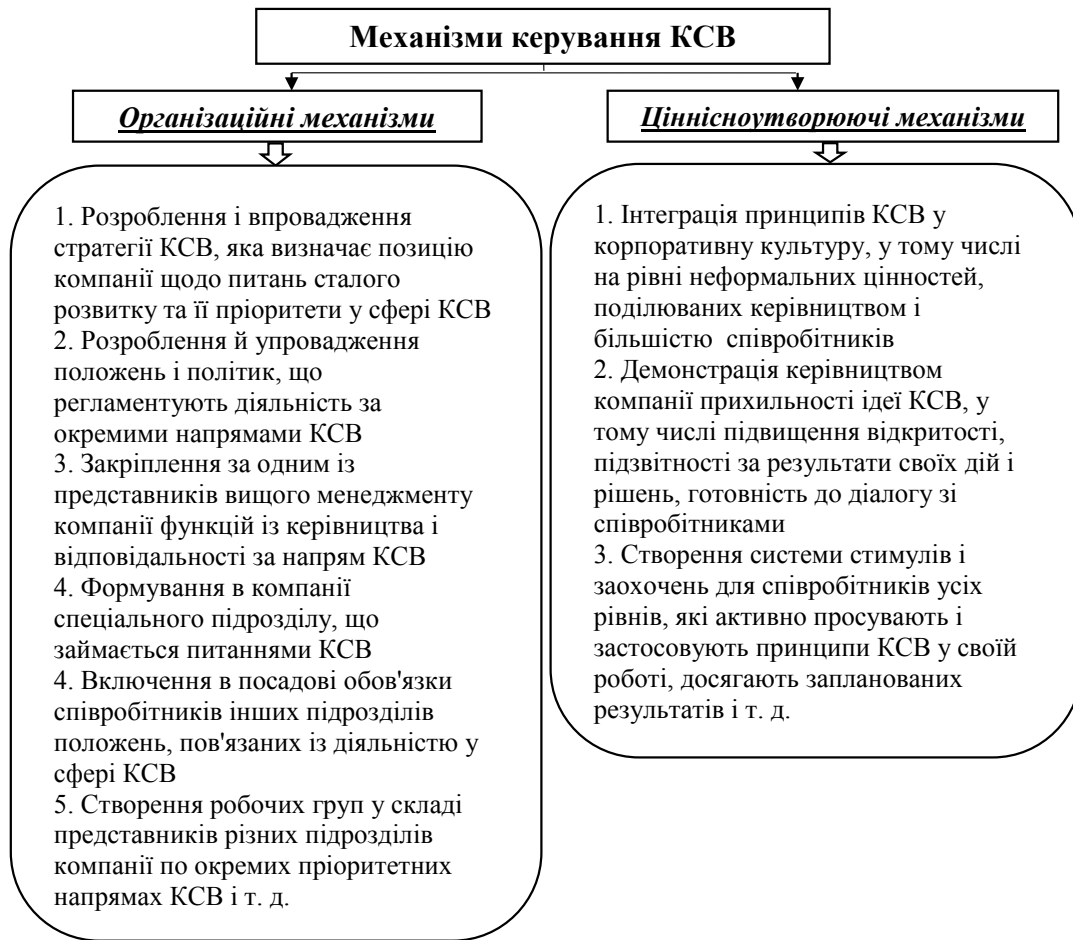 Механізми керування КСВ
Організаційні механізми
1. Розроблення і впровадження
стратегії КСВ, яка визначає позицію
компанії щодо питань сталого
розвитку та її пріоритети у сфері КСВ
2. Розроблення й упровадження
положень і політик, що
регламентують діяльність за
окремими напрямами КСВ
3. Закріплення за одним із
представників вищого менеджменту
компанії функцій із керівництва і
відповідальності за напрям КСВ
4. Формування в компанії
спеціального підрозділу, що
займається питаннями КСВ
4. Включення в посадові обов'язки
співробітників інших підрозділів
положень, пов'язаних із діяльністю у
сфері КСВ
5. Створення робочих груп у складі
представників різних підрозділів
компанії по окремих пріоритетних
напрямах КСВ і т. д.
Ціннісноутворюючі механізми
1. Інтеграція принципів КСВ у
корпоративну культуру, у тому числі
на рівні неформальних цінностей,
поділюваних керівництвом і
більшістю співробітників
2. Демонстрація керівництвом
компанії прихильності ідеї КСВ, у
тому числі підвищення відкритості,
підзвітності за результати своїх дій і
рішень, готовність до діалогу зі
співробітниками
3. Створення системи стимулів і
заохочень для співробітників усіх
рівнів, які активно просувають і
застосовують принципи КСВ у своїй
роботі, досягають запланованих
результатів і т. д.